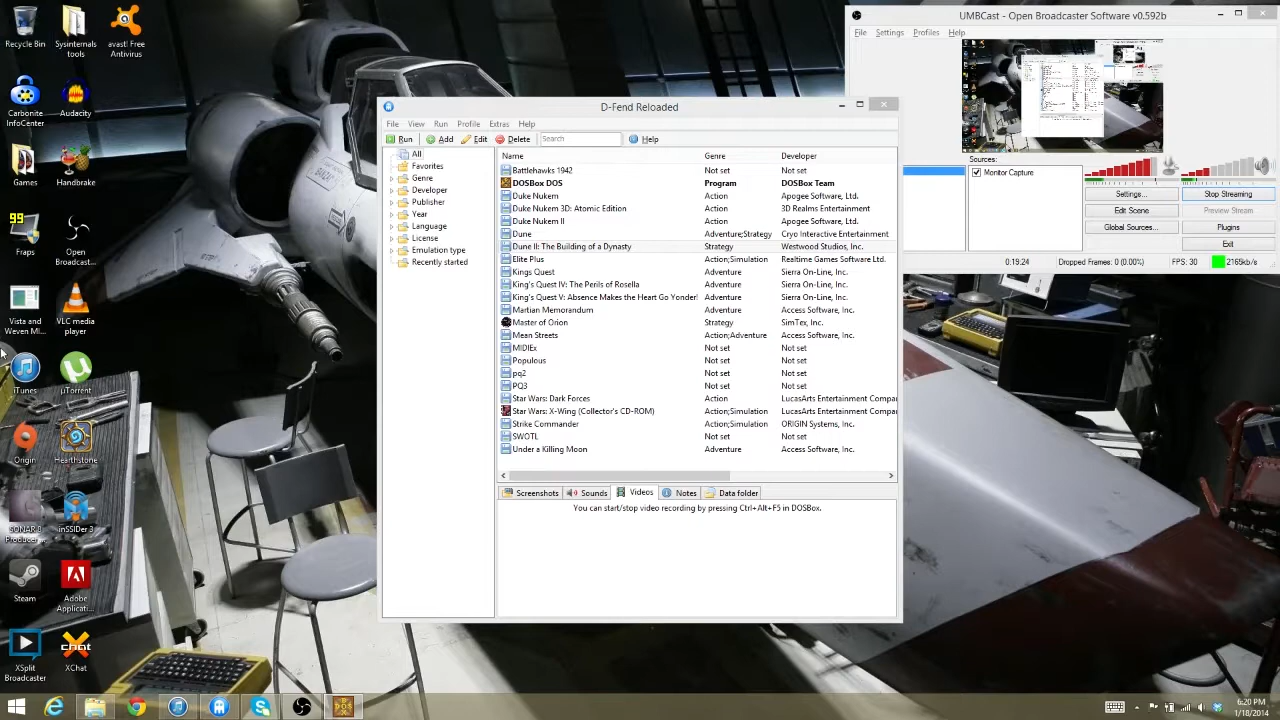 Recycle Bin
Sysinternals tools
avast! Free Antivirus
Carbonite InfoCenter
Audacity
Games
Handbrake
99
Fraps
Open Broadcast...
Vista and Weven MI...
VLC media player
iTunes
µTorrent
Origin
Hearthstone
SONAR 8 Producer...
inSSIDer 3
Steam
Adobe Applicati...
XSplit Broadcaster
XChat
UMBCast - Open Broadcaster Software v0.592b
File Settings Profiles Help
Sources:
Monitor Capture
Settings... Stop Streaming
Edit Scene Preview Stream
Global Sources... Plugins
Exit
0:19:24 Dropped Frames: 0 (0.00%) FPS: 30 2165kb/s
D-Fend Reloaded
File View Run Profile Extras Help
Run Add Edit Delete Search Help
All
Favorites
Genre
Developer
Publisher
Year
Language
License
Emulation type
Recently started
Name Genre Developer
Battlehawks 1942 Not set Not set
DOSBox DOS Program DOSBox Team
Duke Nukem Action Apogee Software, Ltd.
Duke Nukem 3D: Atomic Edition Action 3D Realms Entertainment
Duke Nukem II Action Apogee Software, Ltd.
Dune Adventure;Strategy Cryo Interactive Entertainment
Dune II: The Building of a Dynasty Strategy Westwood Studios, Inc.
Elite Plus Action;Simulation Realtime Games Software Ltd.
Kings Quest Adventure Sierra On-Line, Inc.
King's Quest IV: The Perils of Rosella Adventure Sierra On-Line, Inc.
King's Quest V: Absence Makes the Heart Go Yonder! Adventure Sierra On-Line, Inc.
Martian Memorandum Adventure Access Software, Inc.
Master of Orion Strategy SimTex, Inc.
Mean Streets Action;Adventure Access Software, Inc.
MIDIEx Not set Not set
Populous Not set Not set
pq2 Not set Not set
PQ3 Not set Not set
Star Wars: Dark Forces Action LucasArts Entertainment Compa
Star Wars: X-Wing (Collector's CD-ROM) Action;Simulation LucasArts Entertainment Compa
Strike Commander Action;Simulation ORIGIN Systems, Inc.
SWOTL Not set Not set
Under a Killing Moon Adventure Access Software, Inc.
Screenshots Sounds Videos Notes Data folder
You can start/stop video recording by pressing Ctrl+Alt+F5 in DOSBox.
6:20 PM
1/18/2014